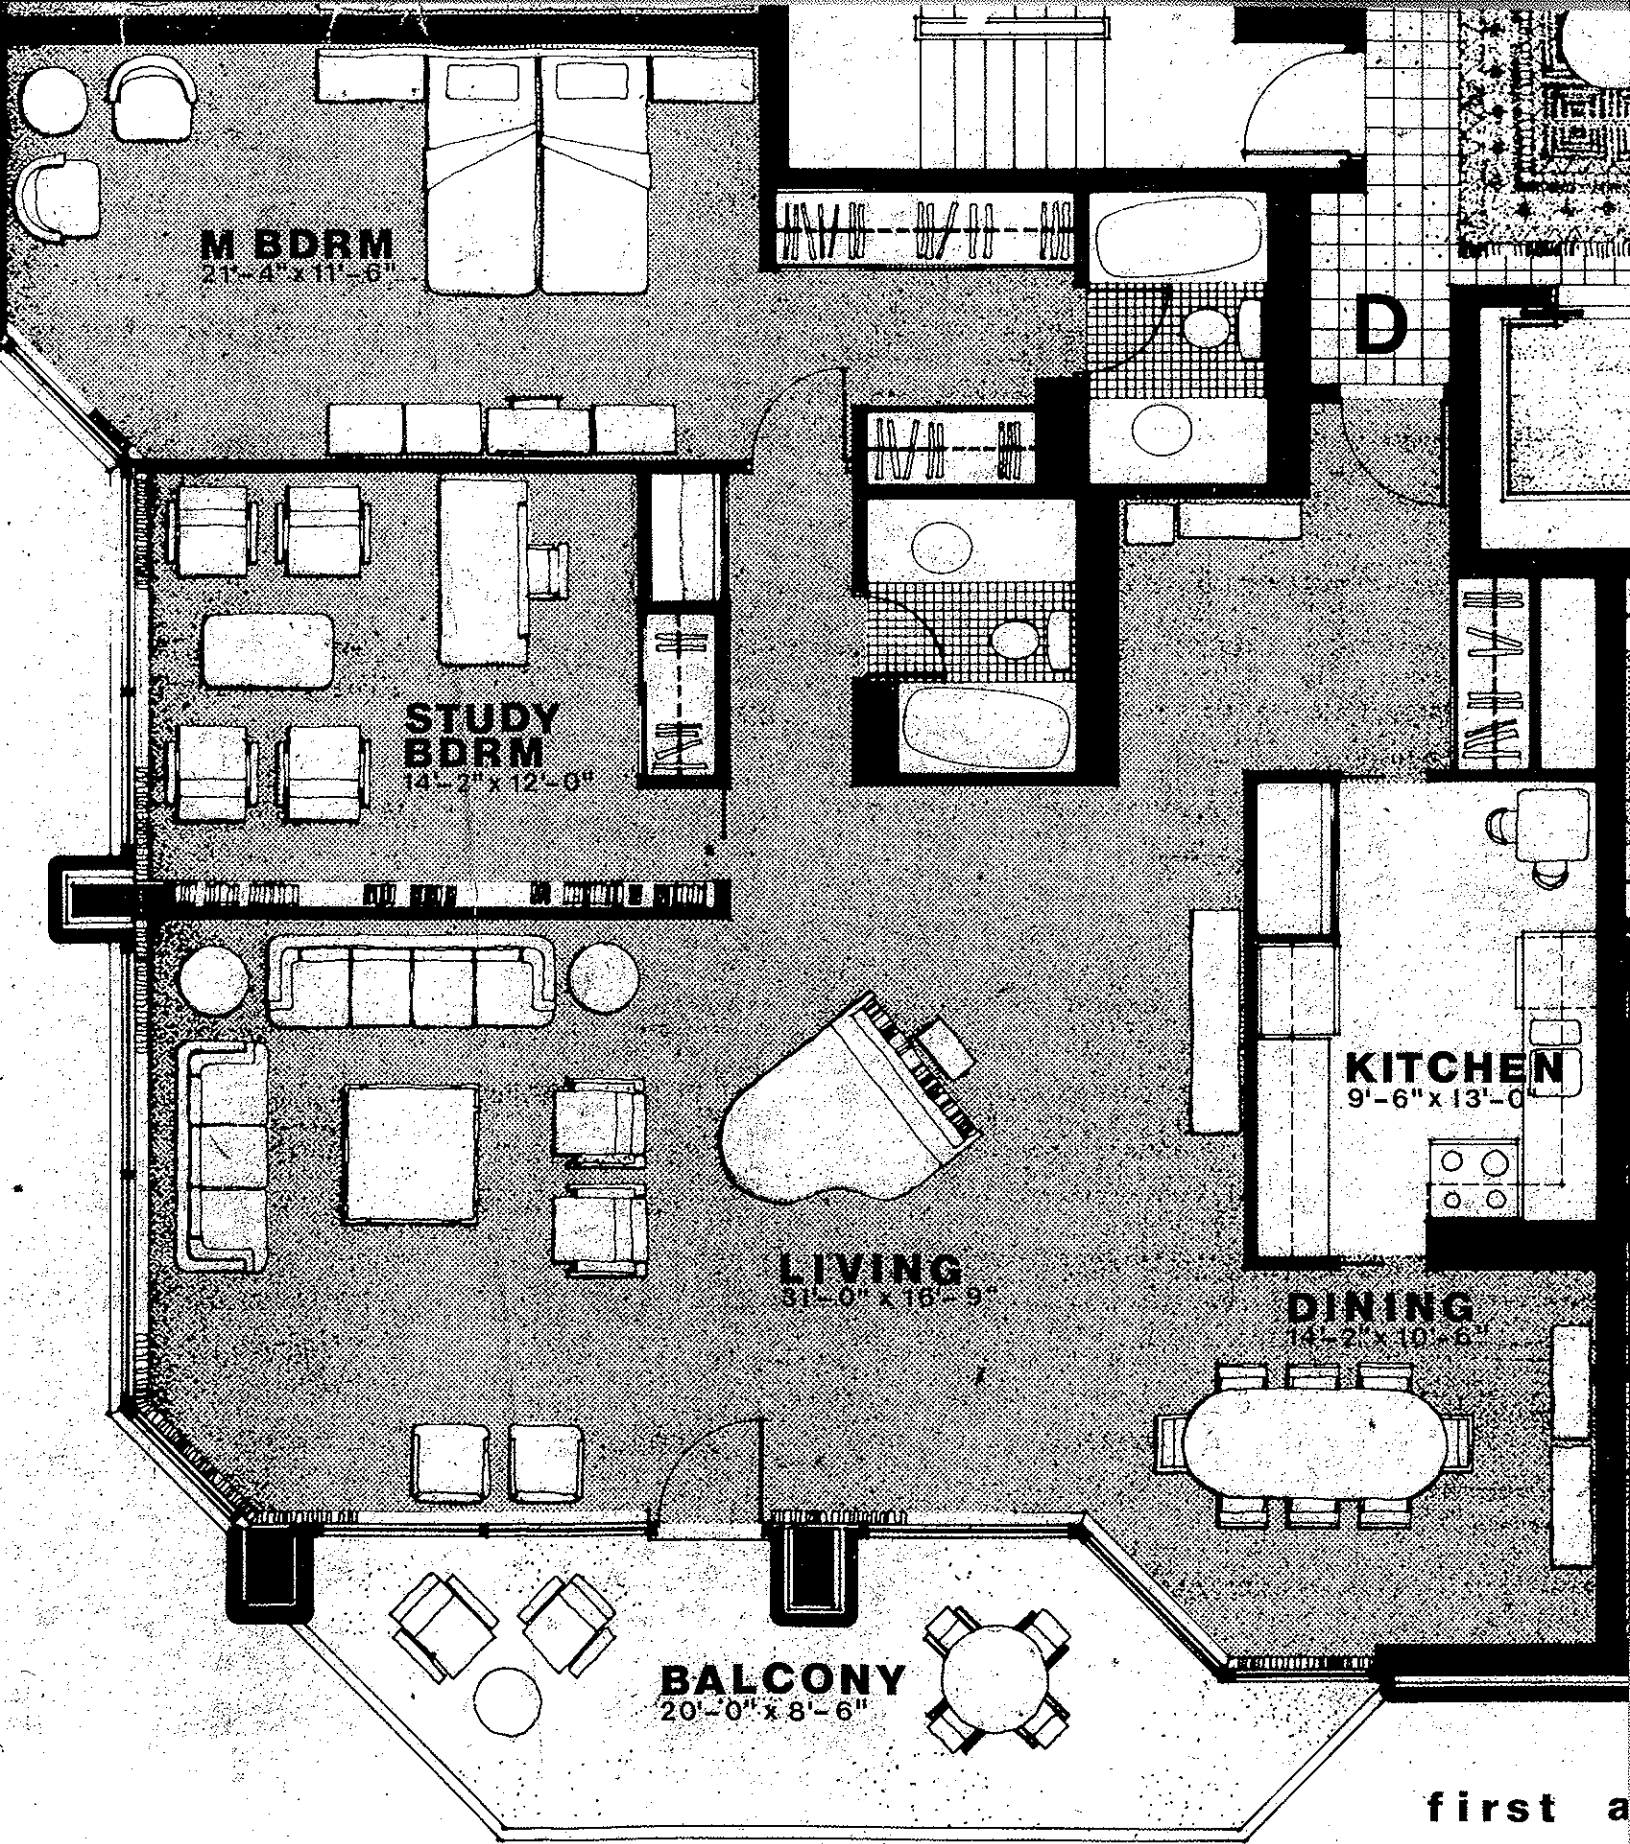 M BDRM
21'-4" x 11'-6"
D
STUDY
BDRM
14'-2" x 12'-0"
KITCHEN
9'-6" x 13'-0
LIVING
31'-0" x 16'-9"
DINING
14'-2" x 10'-6"
BALCONY
20'-0" x 8'-6"
first a